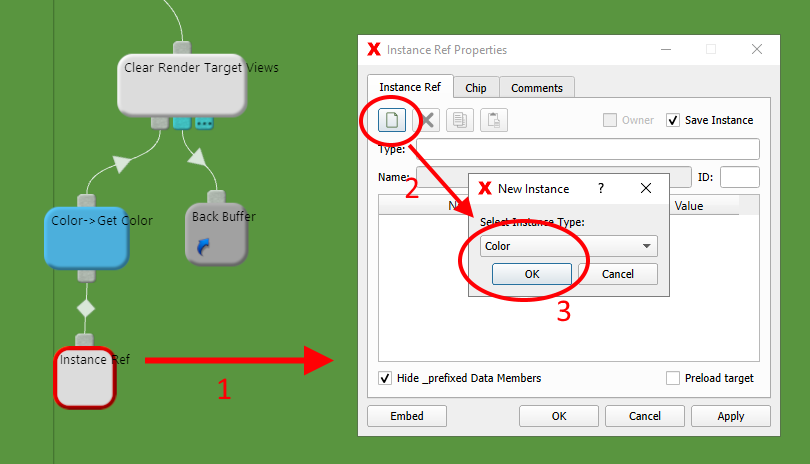 Clear Render Target Views
Color->Get Color
Back Buffer
Instance Ref
1
Instance Ref Properties
Instance Ref
Chip
Comments
Owner
Save Instance
Type:
Name:
ID:
2
N
Value
New Instance
?
Select Instance Type:
Color
OK
Cancel
3
Hide _prefixed Data Members
Preload target
Embed
OK
Cancel
Apply